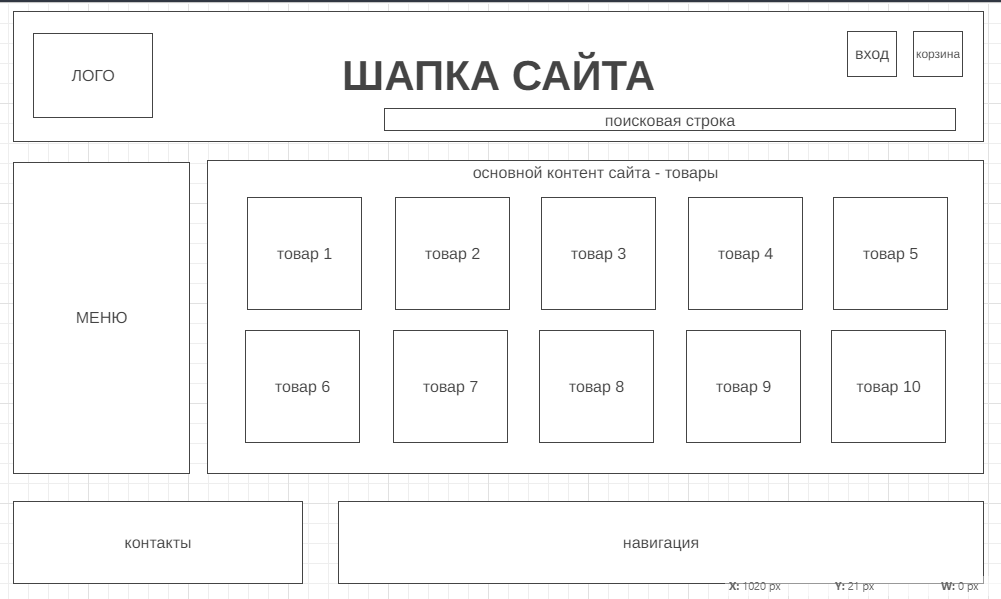 ЛОГО
ШАПКА САЙТА
вход
корзина
поисковая строка
основной контент сайта - товары
МЕНЮ
товар 1
товар 2
товар 3
товар 4
товар 5
товар 6
товар 7
товар 8
товар 9
товар 10
контакты
навигация
X: 1020 px
Y: 21 px
W: 0 px